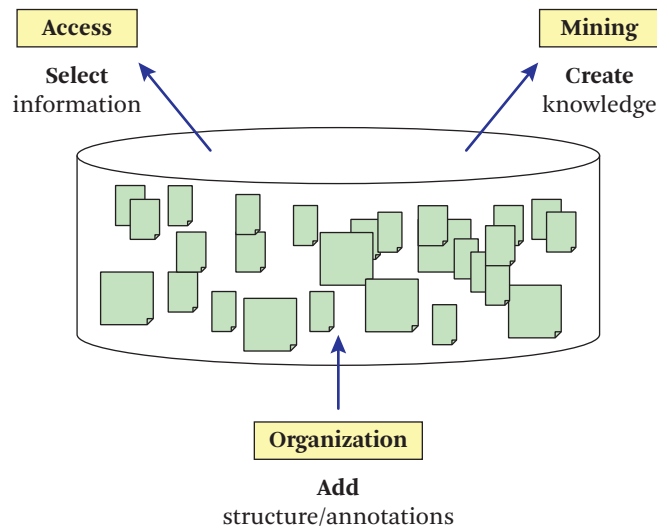 Access
Select
information
Mining
Create
knowledge
Organization
Add
structure/annotations